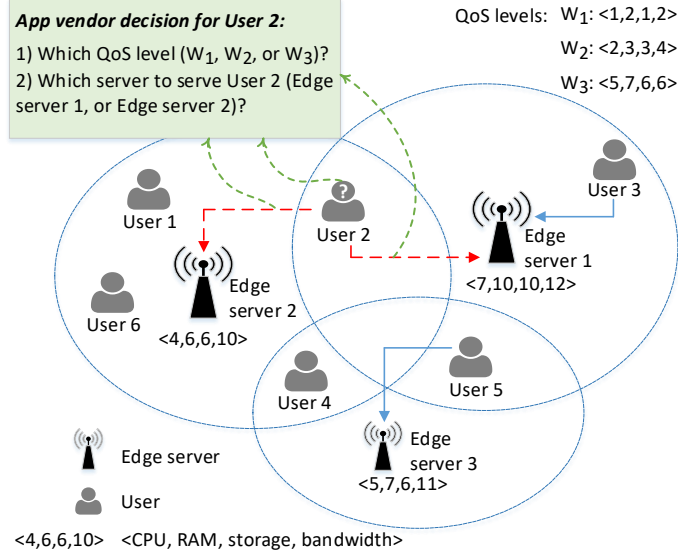 App vendor decision for User 2:
1) Which QoS level (W1, W2, or W3)?
2) Which server to serve User 2 (Edge
server 1, or Edge server 2)?
QoS levels: W1: <1,2,1,2>
W2: <2,3,3,4>
W3: <5,7,6,6>
User 1
?
User 2
User 3
Edge
server 1
<7,10,10,12>
Edge
server 2
<4,6,6,10>
User 6
User 4
User 5
Edge
server 3
<5,7,6,11>
Edge server
User
<4,6,6,10> <CPU, RAM, storage, bandwidth>